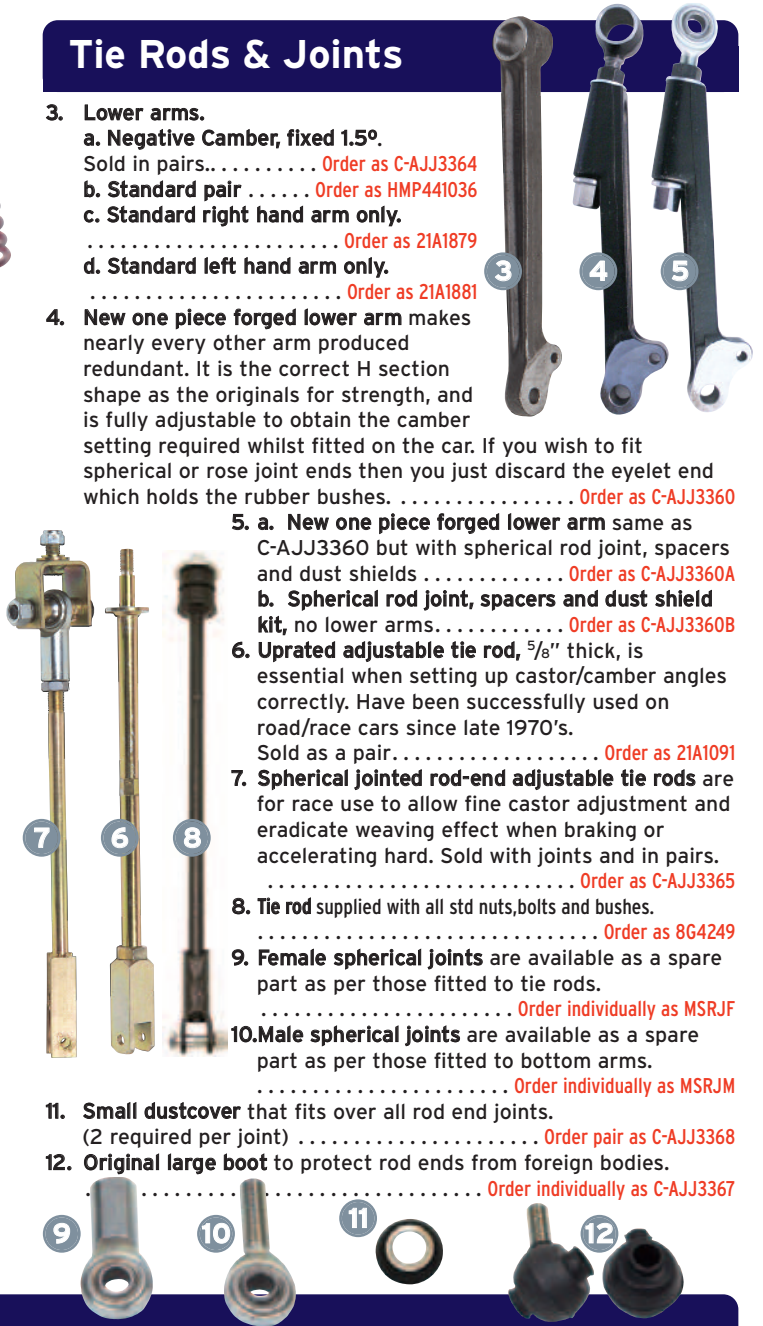 Tie Rods & Joints
3. Lower arms.
a. Negative Camber, fixed 1.5º.
Sold in pairs.. . . . . . . . . . Order as C-AJJ3364
b. Standard pair . . . . . . Order as HMP441036
c. Standard right hand arm only.
. . . . . . . . . . . . . . . . . . . . . . . Order as 21A1879
d. Standard left hand arm only.
. . . . . . . . . . . . . . . . . . . . . . . Order as 21A1881
4. New one piece forged lower arm makes
nearly every other arm produced
redundant. It is the correct H section
shape as the originals for strength, and
is fully adjustable to obtain the camber
setting required whilst fitted on the car. If you wish to fit
spherical or rose joint ends then you just discard the eyelet end
which holds the rubber bushes. . . . . . . . . . . . . . . . . Order as C-AJJ3360
3
4
5
5. a. New one piece forged lower arm same as
C-AJJ3360 but with spherical rod joint, spacers
and dust shields . . . . . . . . . . . . . Order as C-AJJ3360A
b. Spherical rod joint, spacers and dust shield
kit, no lower arms. . . . . . . . . . . . Order as C-AJJ3360B
6. Uprated adjustable tie rod, 5/8” thick, is
essential when setting up castor/camber angles
correctly. Have been successfully used on
road/race cars since late 1970’s.
Sold as a pair. . . . . . . . . . . . . . . . . . . Order as 21A1091
7. Spherical jointed rod-end adjustable tie rods are
for race use to allow fine castor adjustment and
eradicate weaving effect when braking or
accelerating hard. Sold with joints and in pairs.
. . . . . . . . . . . . . . . . . . . . . . . . . . . . Order as C-AJJ3365
8. Tie rod supplied with all std nuts,bolts and bushes.
. . . . . . . . . . . . . . . . . . . . . . . . . . . . . . . Order as 8G4249
9. Female spherical joints are available as a spare
part as per those fitted to tie rods.
. . . . . . . . . . . . . . . . . . . . . . . Order individually as MSRJF
10.Male spherical joints are available as a spare
part as per those fitted to bottom arms.
. . . . . . . . . . . . . . . . . . . . . . . Order individually as MSRJM
7
6
8
11. Small dustcover that fits over all rod end joints.
(2 required per joint) . . . . . . . . . . . . . . . . . . . . . . Order pair as C-AJJ3368
12. Original large boot to protect rod ends from foreign bodies.
. . . . . . . . . . . . . . . . . . . . . . . . . . . . . . . . . . . . Order individually as C-AJJ3367
9
10
11
12